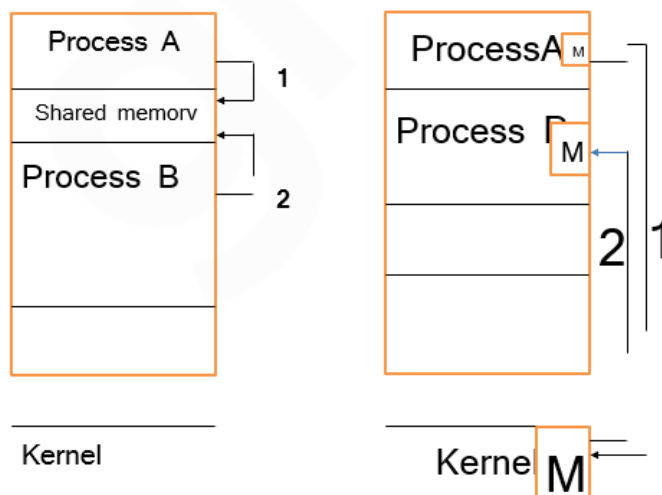 Process A
1
Shared memory
Process B
2
Kernel
ProcessA
M
Process
M
2
1
Kernel
M